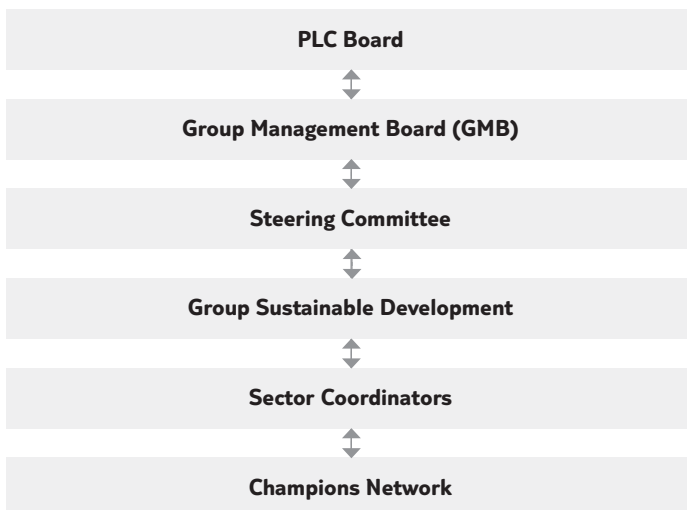 PLC Board
Group Management Board (GMB)
Steering Committee
Group Sustainable Development
Sector Coordinators
Champions Network